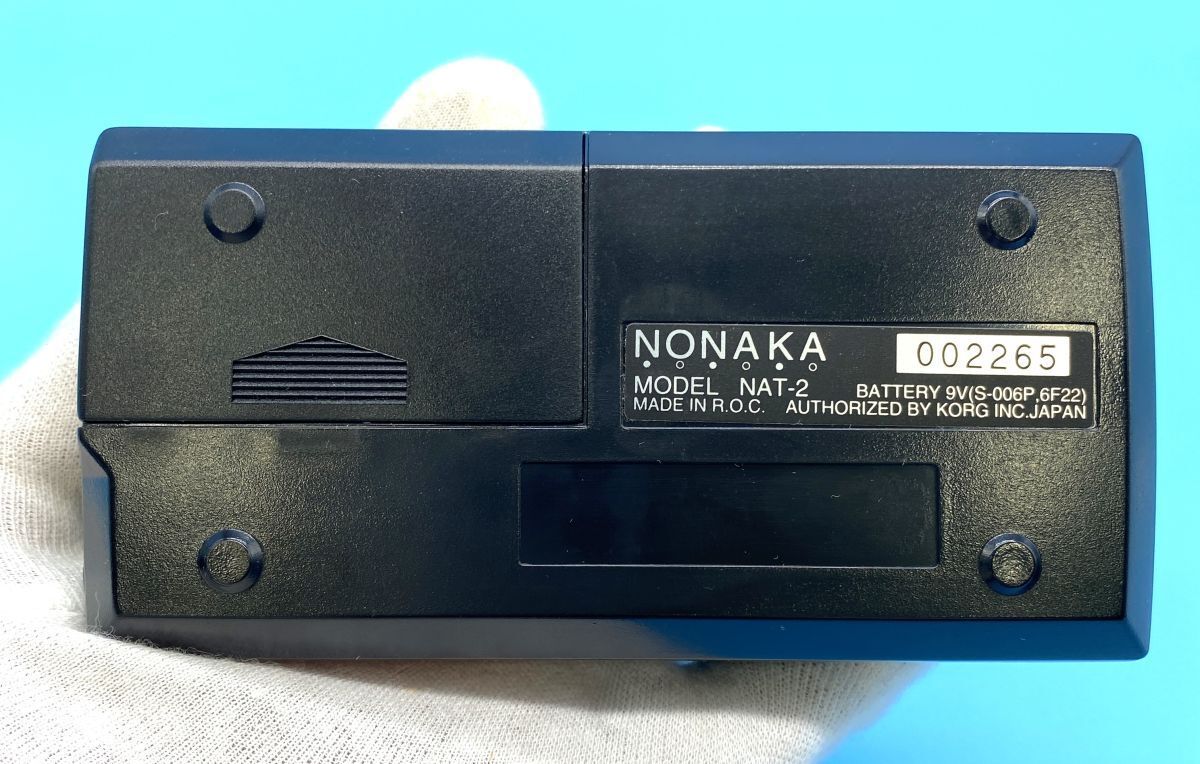 NONAKA
002265
MODEL NAT-2
BATTERY 9V(S-006P,6F22)
MADE IN R.O.C. AUTHORIZED BY KORG INC.JAPAN